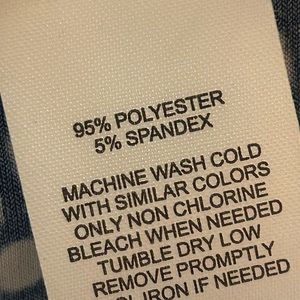 95% POLYESTER
5% SPANDEX
MACHINE WASH COLD
WITH SIMILAR COLORS
ONLY NON CHLORINE
BLEACH WHEN NEEDED
TUMBLE DRY LOW
REMOVE PROMPTLY
IRON IF NEEDED